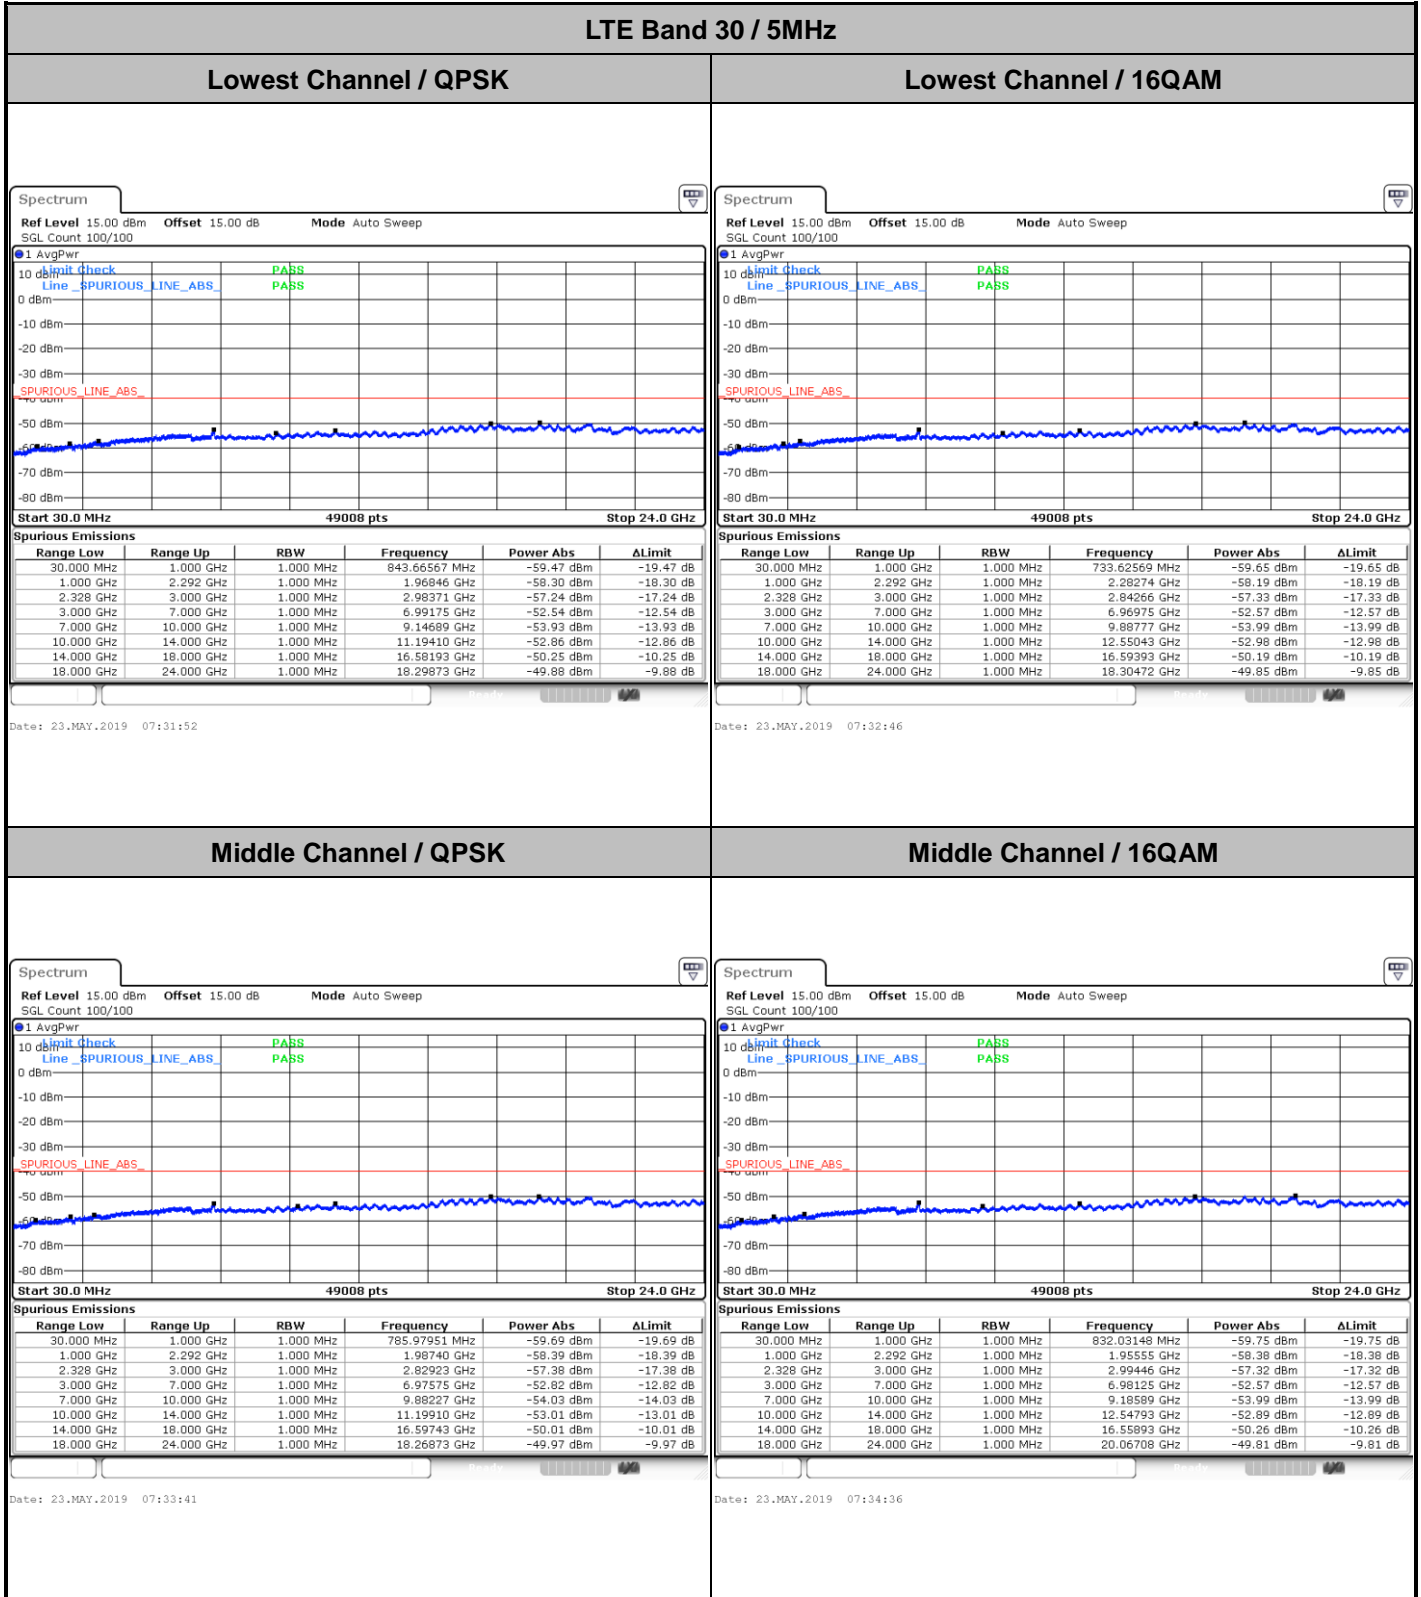 LTE Band 30 / 5MHz
Lowest Channel / QPSK
Lowest Channel / 16QAM
Spectrum
Ref Level 15.00 dBm Offset 15.00 dB Mode Auto Sweep
SGL Count 100/100
1 AvgPwr
Limit Check PASS
10 dBm
Line _SPURIOUS_LINE_ABS_ PASS
0 dBm
-10 dBm
-20 dBm
-30 dBm
_SPURIOUS_LINE_ABS_
-40 dBm
-50 dBm
-60 dBm
-70 dBm
-80 dBm
Start 30.0 MHz 49008 pts Stop 24.0 GHz
Spurious Emissions
Range Low Range Up RBW Frequency Power Abs ΔLimit
30.000 MHz 1.000 GHz 1.000 MHz 843.66567 MHz -59.47 dBm -19.47 dB
1.000 GHz 2.292 GHz 1.000 MHz 1.96846 GHz -58.30 dBm -18.30 dB
2.328 GHz 3.000 GHz 1.000 MHz 2.98371 GHz -57.24 dBm -17.24 dB
3.000 GHz 7.000 GHz 1.000 MHz 6.99175 GHz -52.54 dBm -12.54 dB
7.000 GHz 10.000 GHz 1.000 MHz 9.14689 GHz -53.93 dBm -13.93 dB
10.000 GHz 14.000 GHz 1.000 MHz 11.19410 GHz -52.86 dBm -12.86 dB
14.000 GHz 18.000 GHz 1.000 MHz 16.58193 GHz -50.25 dBm -10.25 dB
18.000 GHz 24.000 GHz 1.000 MHz 18.29873 GHz -49.88 dBm -9.88 dB
Ready
Date: 23.MAY.2019 07:31:52
Spectrum
Ref Level 15.00 dBm Offset 15.00 dB Mode Auto Sweep
SGL Count 100/100
1 AvgPwr
Limit Check PASS
10 dBm
Line _SPURIOUS_LINE_ABS_ PASS
0 dBm
-10 dBm
-20 dBm
-30 dBm
_SPURIOUS_LINE_ABS_
-40 dBm
-50 dBm
-60 dBm
-70 dBm
-80 dBm
Start 30.0 MHz 49008 pts Stop 24.0 GHz
Spurious Emissions
Range Low Range Up RBW Frequency Power Abs ΔLimit
30.000 MHz 1.000 GHz 1.000 MHz 733.62569 MHz -59.65 dBm -19.65 dB
1.000 GHz 2.292 GHz 1.000 MHz 2.28274 GHz -58.19 dBm -18.19 dB
2.328 GHz 3.000 GHz 1.000 MHz 2.84266 GHz -57.33 dBm -17.33 dB
3.000 GHz 7.000 GHz 1.000 MHz 6.96975 GHz -52.57 dBm -12.57 dB
7.000 GHz 10.000 GHz 1.000 MHz 9.88777 GHz -53.99 dBm -13.99 dB
10.000 GHz 14.000 GHz 1.000 MHz 12.55043 GHz -52.98 dBm -12.98 dB
14.000 GHz 18.000 GHz 1.000 MHz 16.59393 GHz -50.19 dBm -10.19 dB
18.000 GHz 24.000 GHz 1.000 MHz 18.30472 GHz -49.85 dBm -9.85 dB
Ready
Date: 23.MAY.2019 07:32:46
Middle Channel / QPSK
Middle Channel / 16QAM
Spectrum
Ref Level 15.00 dBm Offset 15.00 dB Mode Auto Sweep
SGL Count 100/100
1 AvgPwr
Limit Check PASS
10 dBm
Line _SPURIOUS_LINE_ABS_ PASS
0 dBm
-10 dBm
-20 dBm
-30 dBm
_SPURIOUS_LINE_ABS_
-40 dBm
-50 dBm
-60 dBm
-70 dBm
-80 dBm
Start 30.0 MHz 49008 pts Stop 24.0 GHz
Spurious Emissions
Range Low Range Up RBW Frequency Power Abs ΔLimit
30.000 MHz 1.000 GHz 1.000 MHz 785.97951 MHz -59.69 dBm -19.69 dB
1.000 GHz 2.292 GHz 1.000 MHz 1.98740 GHz -58.39 dBm -18.39 dB
2.328 GHz 3.000 GHz 1.000 MHz 2.82923 GHz -57.38 dBm -17.38 dB
3.000 GHz 7.000 GHz 1.000 MHz 6.97575 GHz -52.82 dBm -12.82 dB
7.000 GHz 10.000 GHz 1.000 MHz 9.88227 GHz -54.03 dBm -14.03 dB
10.000 GHz 14.000 GHz 1.000 MHz 11.19910 GHz -53.01 dBm -13.01 dB
14.000 GHz 18.000 GHz 1.000 MHz 16.59743 GHz -50.01 dBm -10.01 dB
18.000 GHz 24.000 GHz 1.000 MHz 18.26873 GHz -49.97 dBm -9.97 dB
Ready
Date: 23.MAY.2019 07:33:41
Spectrum
Ref Level 15.00 dBm Offset 15.00 dB Mode Auto Sweep
SGL Count 100/100
1 AvgPwr
Limit Check PASS
10 dBm
Line _SPURIOUS_LINE_ABS_ PASS
0 dBm
-10 dBm
-20 dBm
-30 dBm
_SPURIOUS_LINE_ABS_
-40 dBm
-50 dBm
-60 dBm
-70 dBm
-80 dBm
Start 30.0 MHz 49008 pts Stop 24.0 GHz
Spurious Emissions
Range Low Range Up RBW Frequency Power Abs ΔLimit
30.000 MHz 1.000 GHz 1.000 MHz 832.03148 MHz -59.75 dBm -19.75 dB
1.000 GHz 2.292 GHz 1.000 MHz 1.95555 GHz -58.38 dBm -18.38 dB
2.328 GHz 3.000 GHz 1.000 MHz 2.99446 GHz -57.32 dBm -17.32 dB
3.000 GHz 7.000 GHz 1.000 MHz 6.98125 GHz -52.57 dBm -12.57 dB
7.000 GHz 10.000 GHz 1.000 MHz 9.18589 GHz -53.99 dBm -13.99 dB
10.000 GHz 14.000 GHz 1.000 MHz 12.54793 GHz -52.89 dBm -12.89 dB
14.000 GHz 18.000 GHz 1.000 MHz 16.55893 GHz -50.26 dBm -10.26 dB
18.000 GHz 24.000 GHz 1.000 MHz 20.06708 GHz -49.81 dBm -9.81 dB
Ready
Date: 23.MAY.2019 07:34:36